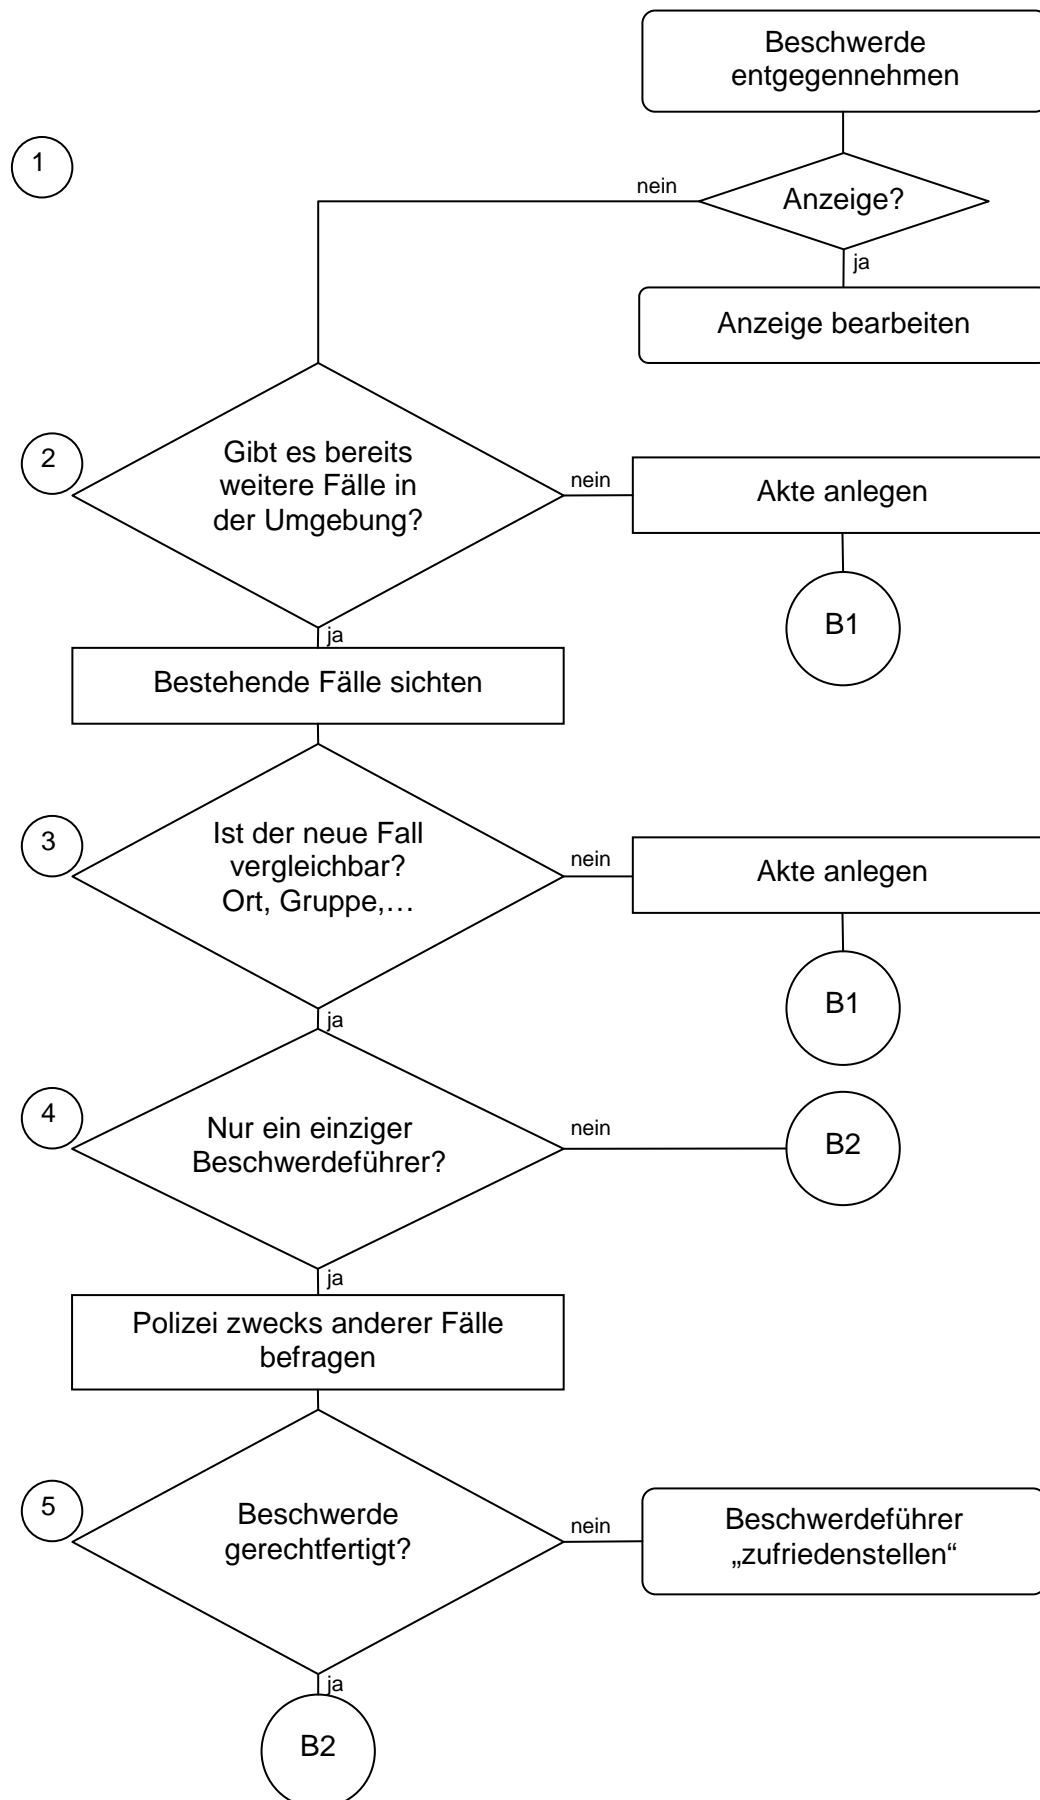 Beschwerde
entgegennehmen
1
nein
Anzeige?
ja
Anzeige bearbeiten
2
Gibt es bereits
weitere Fälle in
der Umgebung?
nein
Akte anlegen
B1
ja
Bestehende Fälle sichten
3
Ist der neue Fall
vergleichbar?
Ort, Gruppe,…
nein
Akte anlegen
B1
ja
4
Nur ein einziger
Beschwerdeführer?
nein
B2
ja
Polizei zwecks anderer Fälle
befragen
5
Beschwerde
gerechtfertigt?
nein
Beschwerdeführer
„zufriedenstellen“
ja
B2